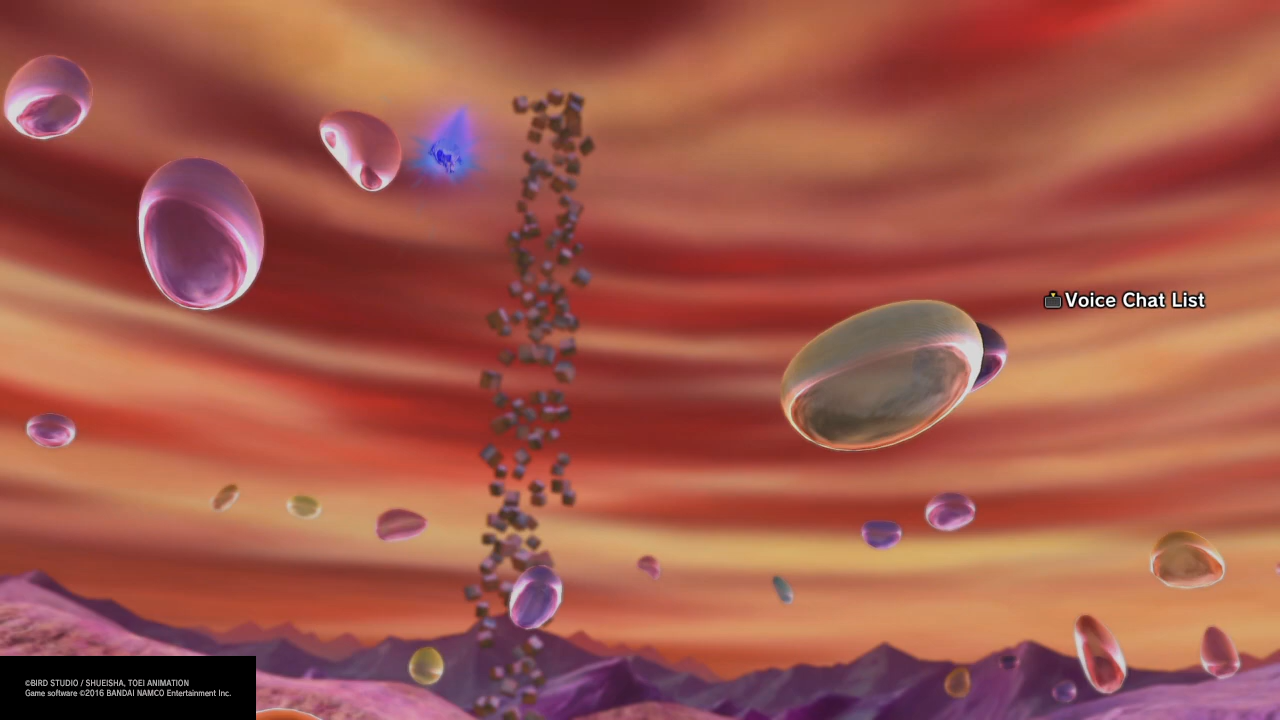 Voice Chat List
©BIRD STUDIO / SHUEISHA, TOEI ANIMATION
Game software ©2016 BANDAI NAMCO Entertainment Inc.